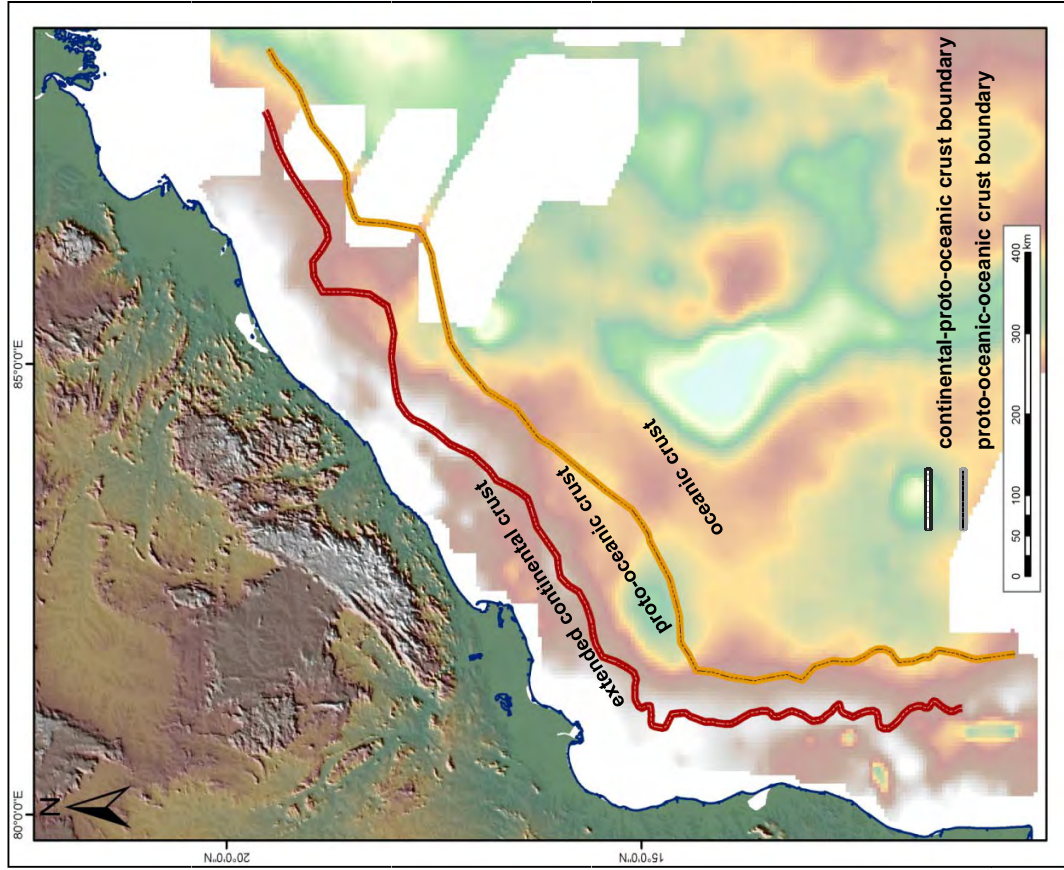 80°0'0"E
85°0'0"E
N
20°0'0"N
15°0'0"N
extended continental crust
proto-oceanic crust
oceanic crust
continental-proto-oceanic crust boundary
proto-oceanic-oceanic crust boundary
0 50 100 200 300 400
km